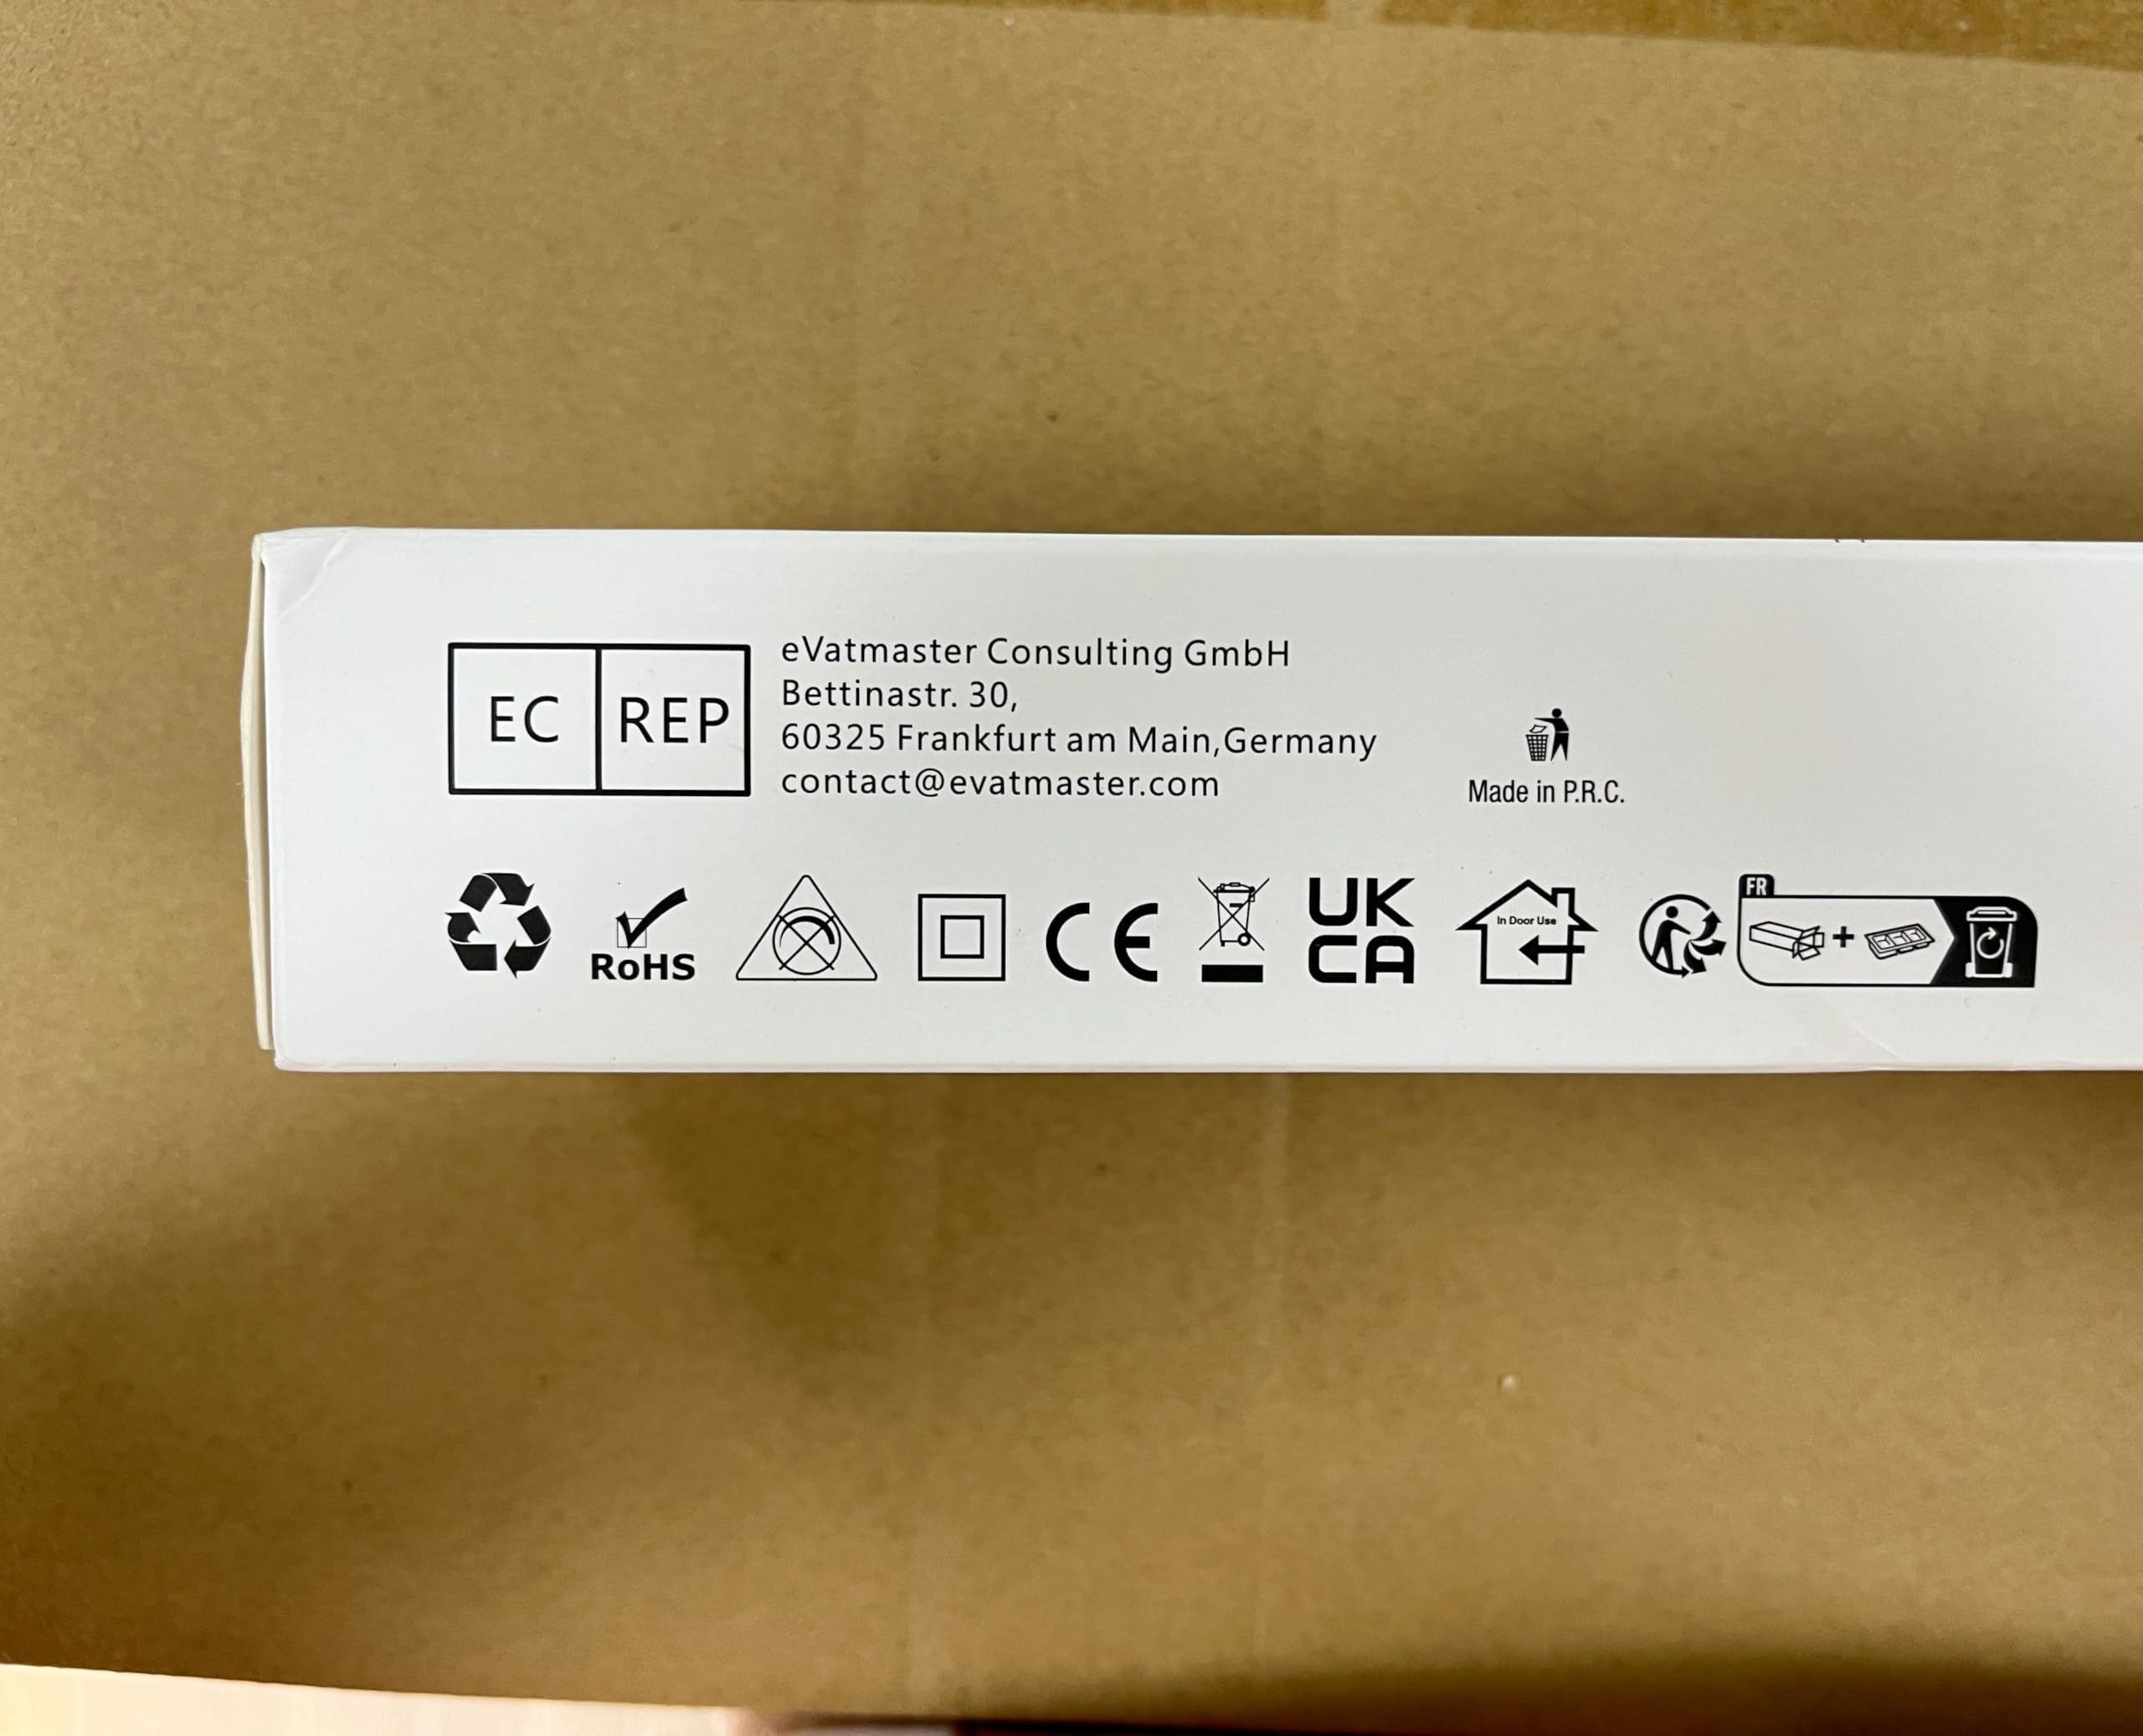 EC REP
eVatmaster Consulting GmbH
Bettinastr. 30,
60325 Frankfurt am Main,Germany
contact@evatmaster.com
Made in P.R.C.
RoHS
CE
UK
CA
In Door Use
FR
+